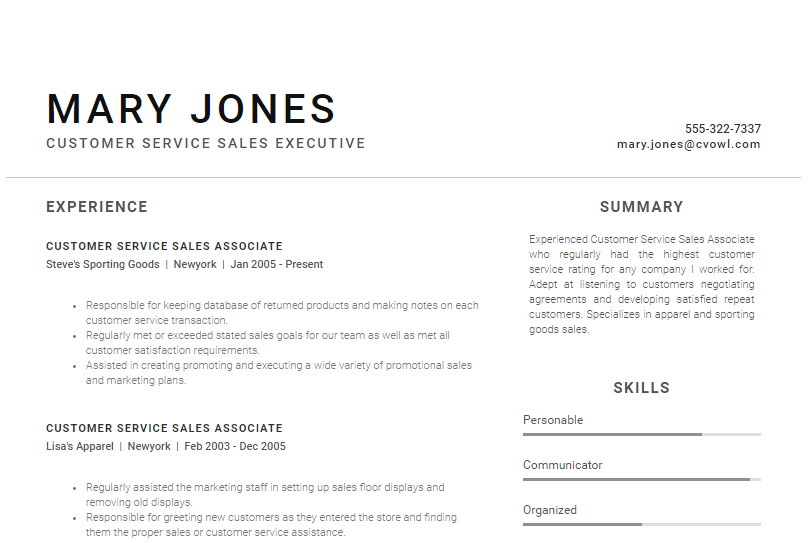 MARY JONES
CUSTOMER SERVICE SALES EXECUTIVE
555-322-7337
mary.jones@cvowl.com
EXPERIENCE
CUSTOMER SERVICE SALES ASSOCIATE
Steve's Sporting Goods | Newyork | Jan 2005 - Present
• Responsible for keeping database of returned products and making notes on each
customer service transaction.
• Regularly met or exceeded stated sales goals for our team as well as met all
customer satisfaction requirements.
• Assisted in creating promoting and executing a wide variety of promotional sales
and marketing plans.
CUSTOMER SERVICE SALES ASSOCIATE
Lisa's Apparel | Newyork | Feb 2003 - Dec 2005
• Regularly assisted the marketing staff in setting up sales floor displays and
removing old displays.
• Responsible for greeting new customers as they entered the store and finding
them the proper sales or customer service assistance.
SUMMARY
Experienced Customer Service Sales Associate
who regularly had the highest customer
service rating for any company I worked for.
Adept at listening to customers negotiating
agreements and developing satisfied repeat
customers. Specializes in apparel and sporting
goods sales.
SKILLS
Personable
Communicator
Organized